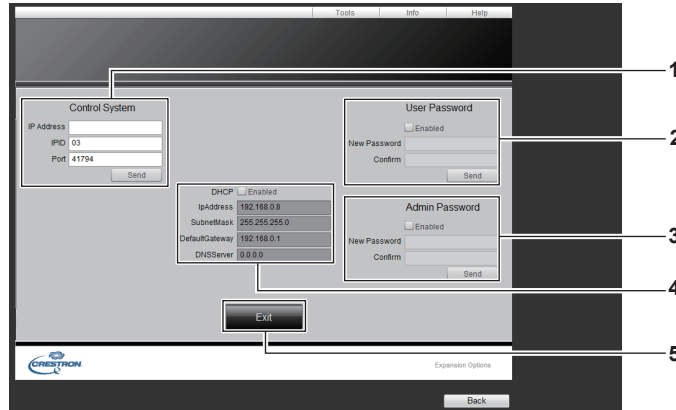 Tools Info Help
1
Control System
IP Address
IPID 03
Port 41794
Send
User Password
Enabled
New Password
Confirm
Send
2
DHCP Enabled
IpAddress 192.168.0.8
SubnetMask 255.255.255.0
DefaultGateway 192.168.0.1
DNSServer 0.0.0.0
Admin Password
Enabled
New Password
Confirm
Send
3
4
Exit
5
CRESTRON
Expansion Options
Back